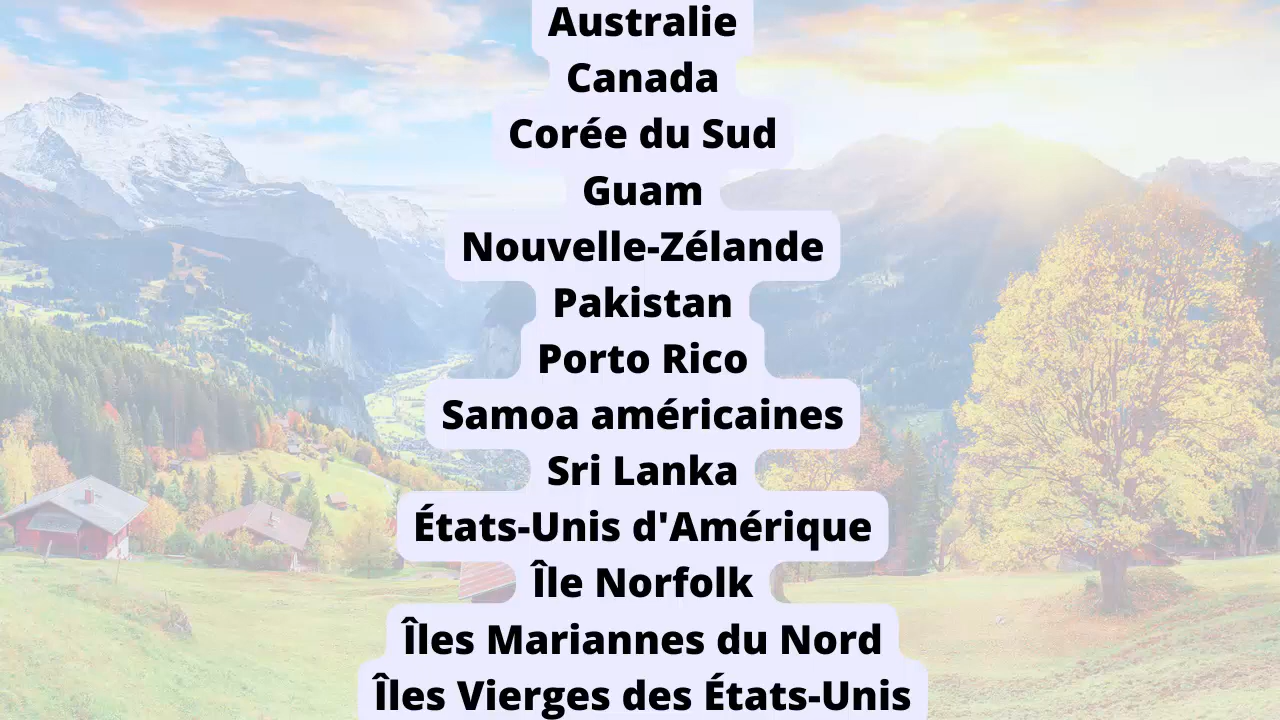 Australie
Canada
Corée du Sud
Guam
Nouvelle-Zélande
Pakistan
Porto Rico
Samoa américaines
Sri Lanka
États-Unis d'Amérique
Île Norfolk
Îles Mariannes du Nord
Îles Vierges des États-Unis